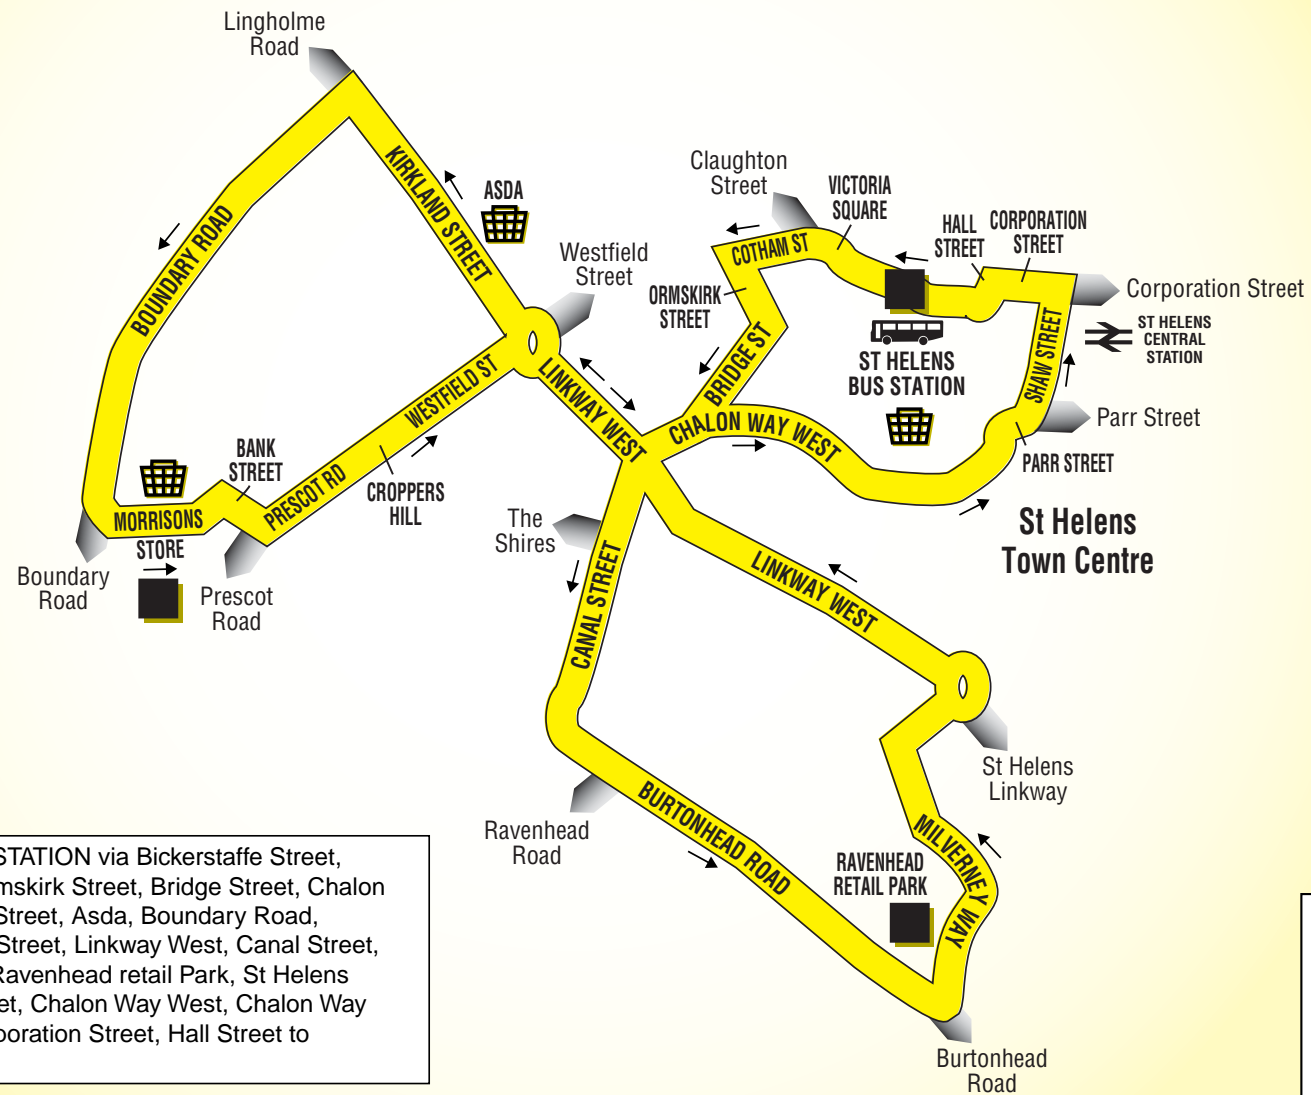 Lingholme
Road
KIRKLAND STREET
ASDA
BOUNDARY ROAD
Westfield
Street
WESTFIELD ST
LINKWAY WEST
BANK
STREET
PRESCOT RD
CROPPERS
HILL
MORRISONS
STORE
Boundary
Road
Prescot
Road
Claughton
Street
VICTORIA
SQUARE
COTHAM ST
HALL
STREET
CORPORATION
STREET
Corporation Street
ORMSKIRK
STREET
BRIDGE ST
ST HELENS
BUS STATION
SHAW STREET
ST HELENS
CENTRAL
STATION
Parr Street
PARR STREET
CHALON WAY WEST
St Helens
Town Centre
The
Shires
CANAL STREET
LINKWAY WEST
St Helens
Linkway
Ravenhead
Road
BURTONHEAD ROAD
RAVENHEAD
RETAIL PARK
MILVERNEY WAY
Burtonhead
Road
STATION via Bickerstaffe Street,
mskirk Street, Bridge Street, Chalon
Street, Asda, Boundary Road,
Street, Linkway West, Canal Street,
Ravenhead retail Park, St Helens
et, Chalon Way West, Chalon Way
poration Street, Hall Street to